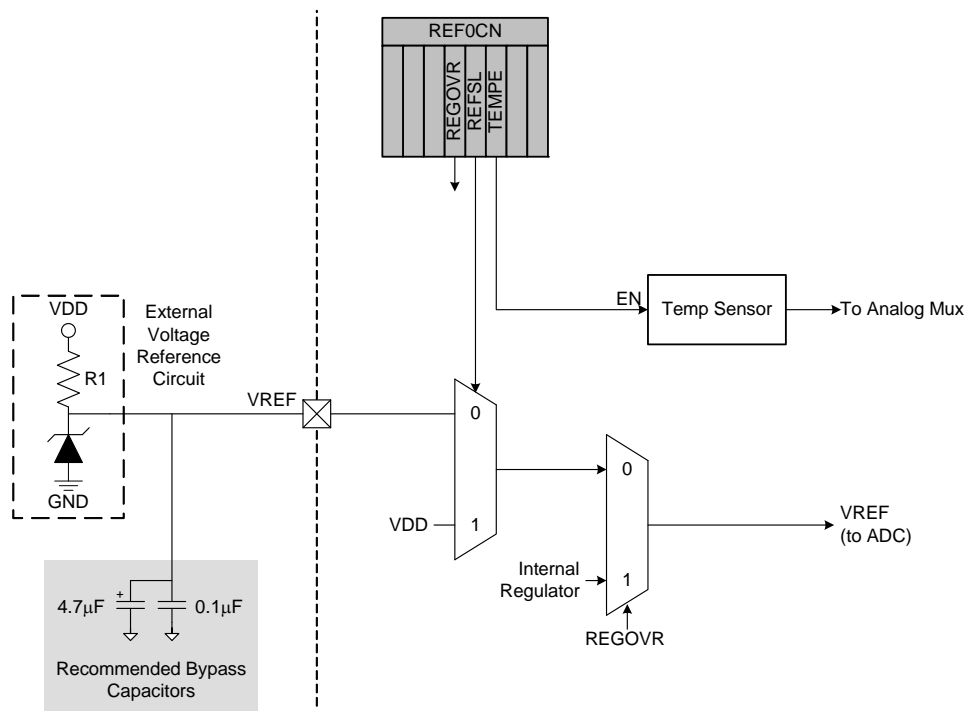 REF0CN
REGOVR
REFSL
TEMPE
EN
Temp Sensor
To Analog Mux
VDD
R1
GND
External
Voltage
Reference
Circuit
VREF
0
VDD
1
0
Internal
Regulator
1
REGOVR
VREF
(to ADC)
4.7μF
+
0.1μF
Recommended Bypass
Capacitors